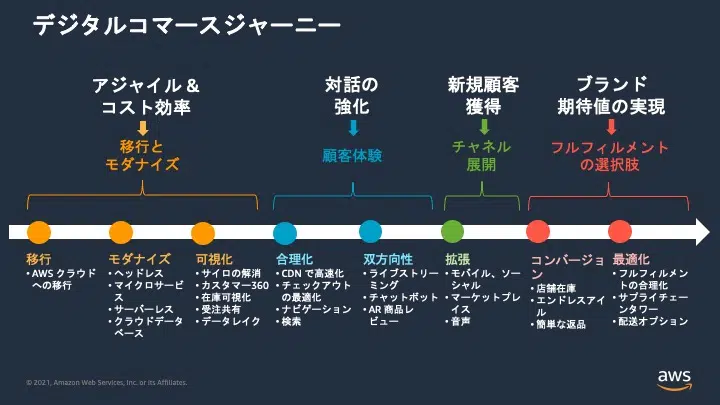 デジタルコマースジャーニー
アジャイル &
コスト効率
移行と
モダナイズ
対話の
強化
顧客体験
新規顧客
獲得
チャネル
展開
ブランド
期待値の実現
フルフィルメント
の選択肢
移行
• AWS クラウド
への移行
モダナイズ
• ヘッドレス
• マイクロサービ
ス
• サーバーレス
• クラウドデータ
ベース
可視化
• サイロの解消
• カスタマー360
• 在庫可視化
• 受注共有
• データレイク
合理化
• CDN で高速化
• チェックアウト
の最適化
• ナビゲーション
• 検索
双方向性
• ライブストリー
ミング
• チャットボット
• AR 商品レ
ビュー
拡張
• モバイル、ソー
シャル
• マーケットプレ
イス
• 音声
コンバージョ
ン
• 店舗在庫
• エンドレスアイ
ル
• 簡単な返品
最適化
• フルフィルメン
トの合理化
• サプライチェー
ンタワー
• 配送オプション
© 2021, Amazon Web Services, Inc. or its Affiliates.
aws